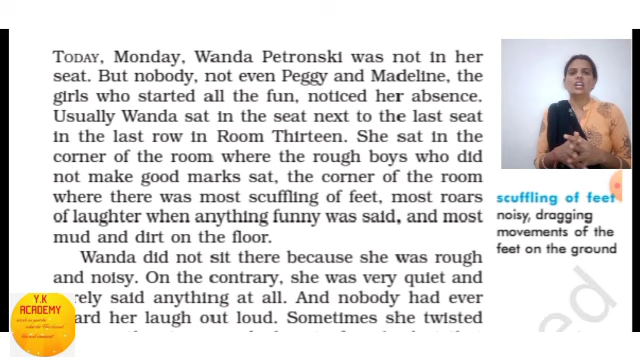 TODAY, Monday, Wanda Petronski was not in her
seat. But nobody, not even Peggy and Madeline, the
girls who started all the fun, noticed her absence.
Usually Wanda sat in the seat next to the last seat
in the last row in Room Thirteen. She sat in the
corner of the room where the rough boys who did
not make good marks sat, the corner of the room
where there was most scuffling of feet, most roars
of laughter when anything funny was said, and most
mud and dirt on the floor.
Wanda did not sit there because she was rough
and noisy. On the contrary, she was very quiet and
rely said anything at all. And nobody had ever
ard her laugh out loud. Sometimes she twisted
scuffling of feet
noisy, dragging
movements of the
feet on the ground
Y.K
ACADEMY
ed